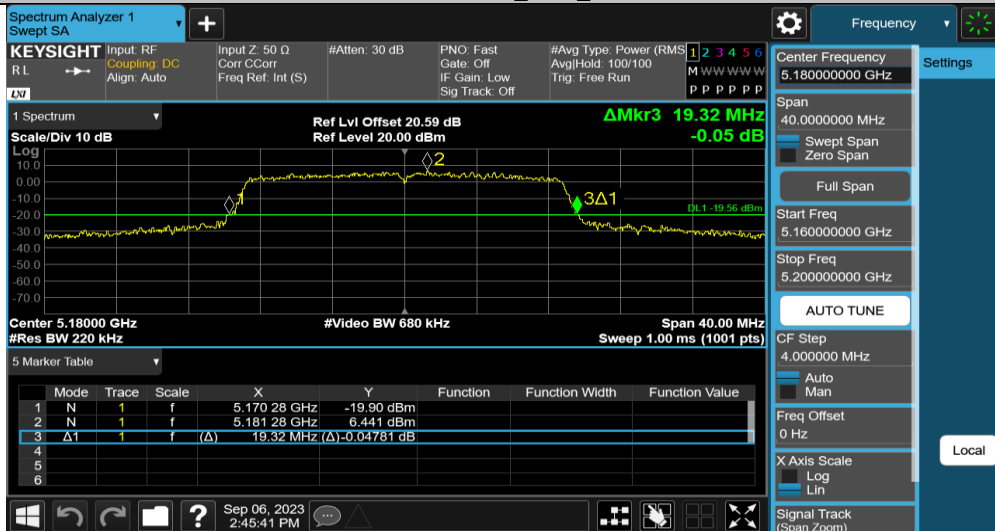 Spectrum Analyzer 1
Swept SA
Frequency
KEYSIGHT
R L
LXI
Input: RF
Coupling: DC
Align: Auto
Input Z: 50 Ω
Corr CCorr
Freq Ref: Int (S)
#Atten: 30 dB
PNO: Fast
Gate: Off
IF Gain: Low
Sig Track: Off
#Avg Type: Power (RMS
Avg|Hold: 100/100
Trig: Free Run
1 2 3 4 5 6
M W W W W W
P P P P P P
Center Frequency
5.180000000 GHz
Settings
Span
40.0000000 MHz
Swept Span
Zero Span
Full Span
Start Freq
5.160000000 GHz
Stop Freq
5.200000000 GHz
AUTO TUNE
CF Step
4.000000 MHz
Auto
Man
Freq Offset
0 Hz
X Axis Scale
Log
Lin
Signal Track
(Span Zoom)
Local
1 Spectrum
Scale/Div 10 dB
Log
Ref Lvl Offset 20.59 dB
Ref Level 20.00 dBm
ΔMkr3 19.32 MHz
-0.05 dB
10.0
0.00
-10.0
-20.0
-30.0
-40.0
-50.0
-60.0
-70.0
1
2
3Δ1
DL1 -19.56 dBm
Center 5.18000 GHz
#Video BW 680 kHz
Span 40.00 MHz
#Res BW 220 kHz
Sweep 1.00 ms (1001 pts)
5 Marker Table
Mode Trace Scale X Y Function Function Width Function Value
1 N 1 f 5.170 28 GHz -19.90 dBm
2 N 1 f 5.181 28 GHz 6.441 dBm
3 Δ1 1 f (Δ) 19.32 MHz (Δ) -0.04781 dB
4
5
6
Sep 06, 2023
2:45:41 PM